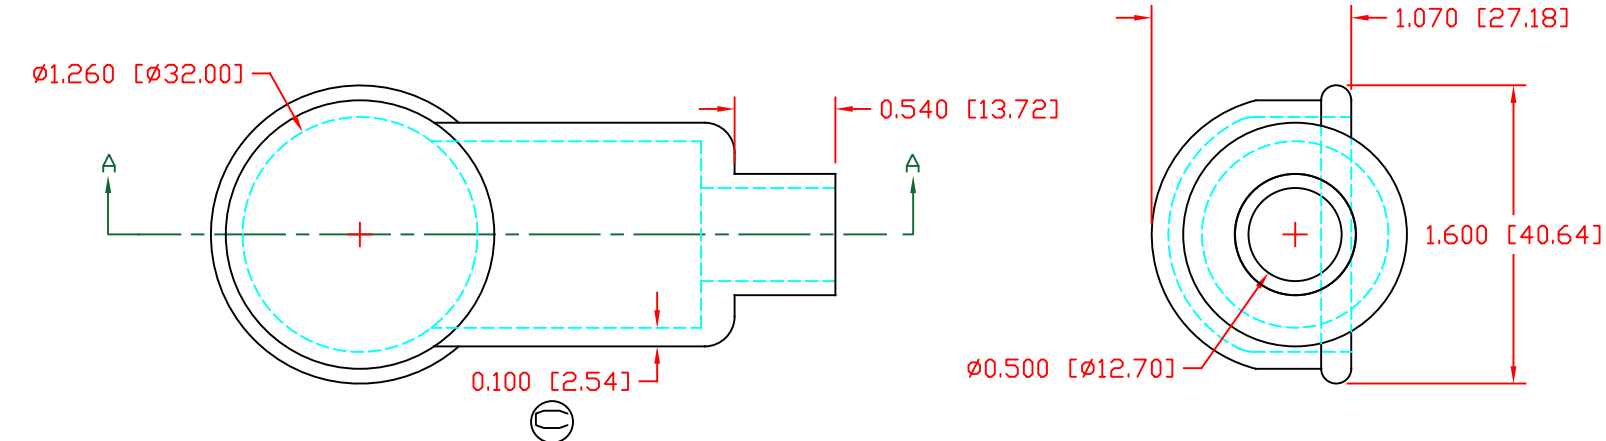 1.070 [27.18]
Ø1.260 [Ø32.00]
0.540 [13.72]
A
A
1.600 [40.64]
Ø0.500 [Ø12.70]
0.100 [2.54]